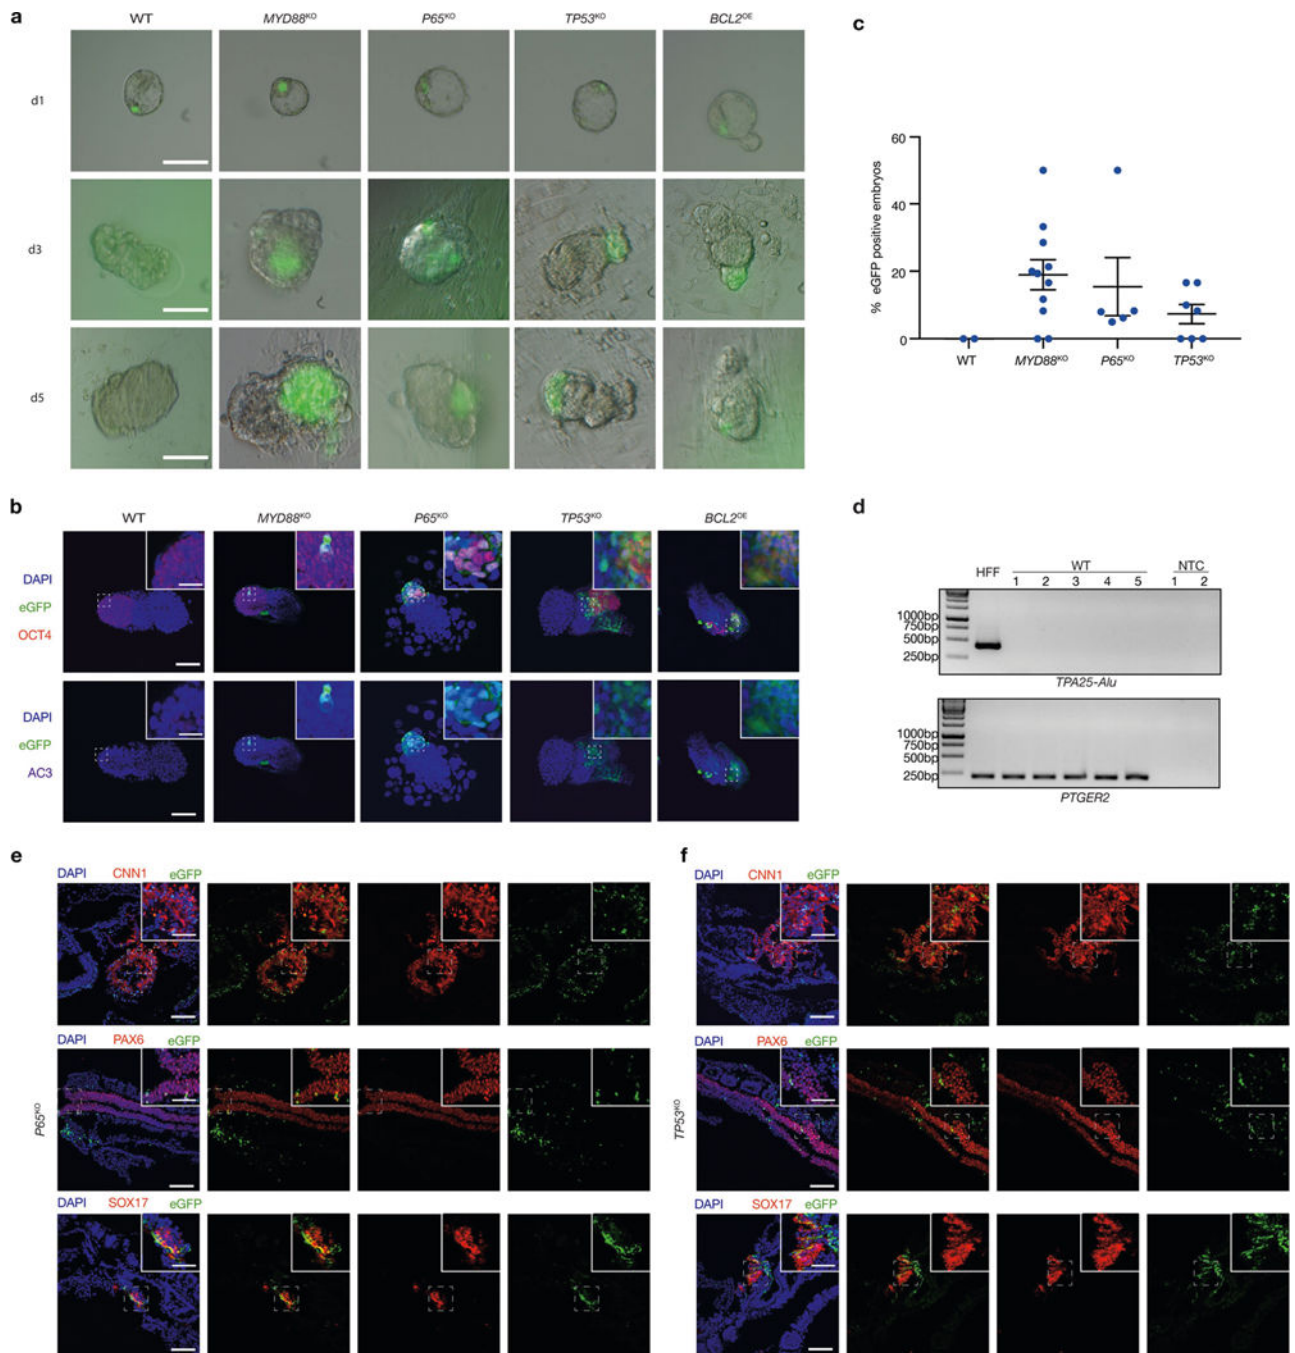 a
WT MYD88ᴷᴼ P65ᴷᴼ TP53ᴷᴼ BCL2ᴼᴱ
d1
d3
d5
b
WT MYD88ᴷᴼ P65ᴷᴼ TP53ᴷᴼ BCL2ᴼᴱ
DAPI
eGFP
OCT4
DAPI
eGFP
AC3
c
% eGFP positive embryos
60
40
20
0
WT MYD88ᴷᴼ P65ᴷᴼ TP53ᴷᴼ
d
HFF WT NTC
1 2 3 4 5 1 2
1000bp
750bp
500bp
250bp
TPA25-Alu
1000bp
750bp
500bp
250bp
PTGER2
e
P65ᴷᴼ
DAPI CNN1 eGFP
DAPI PAX6 eGFP
DAPI SOX17 eGFP
f
TP53ᴷᴼ
DAPI CNN1 eGFP
DAPI PAX6 eGFP
DAPI SOX17 eGFP